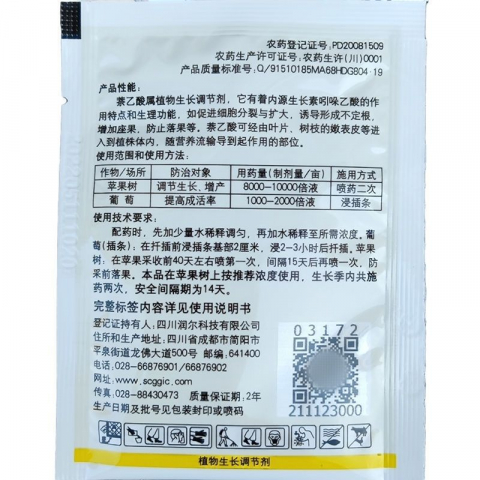 农药登记证号:PD20081509
农药生产许可证号:农药生许(川)0001
产品质量标准号:Q/91510185MA68HDG804·19
产品性能:
萘乙酸属植物生长调节剂,它有着内源生长素吲哚乙酸的作
用特点和生理功能,如促进细胞分裂与扩大,诱导形成不定根,
增加座果,防止落果等。萘乙酸可经由叶片,树枝的嫩表皮等进
入到植株体内,随营养流输导到起作用的部位。
使用范围和使用方法:
作物/场所 防治对象 用药量(制剂量/亩) 施用方式
苹果树 调节生长、增产 8000-10000倍液 喷药二次
葡萄 提高成活率 1000-2000倍液 浸插条
使用技术要求:
配药时,先加少量水稀释调匀,再加水稀释至所需浓度。葡
萄(插条):在扦插前浸插条基部2厘米,浸2-3小时后扦插。苹果
树:在苹果采收前40天左右喷第一次,间隔15天后再喷一次,防
采前落果。本品在苹果树上按推荐浓度使用,生长季内共施
药两次,安全间隔期为14天。
完整标签内容详见使用说明书
登记证持有人:四川润尔科技有限公司
住所和生产地址:四川省成都市简阳市
平泉街道龙佛大道500号 邮编:641400
电话:028-66876901/66876902
网址:www.scggic.com
传真:028-88430473 质量保证期:2年
生产日期及批号见包装封印或喷码
03172
211123000
植物生长调节剂